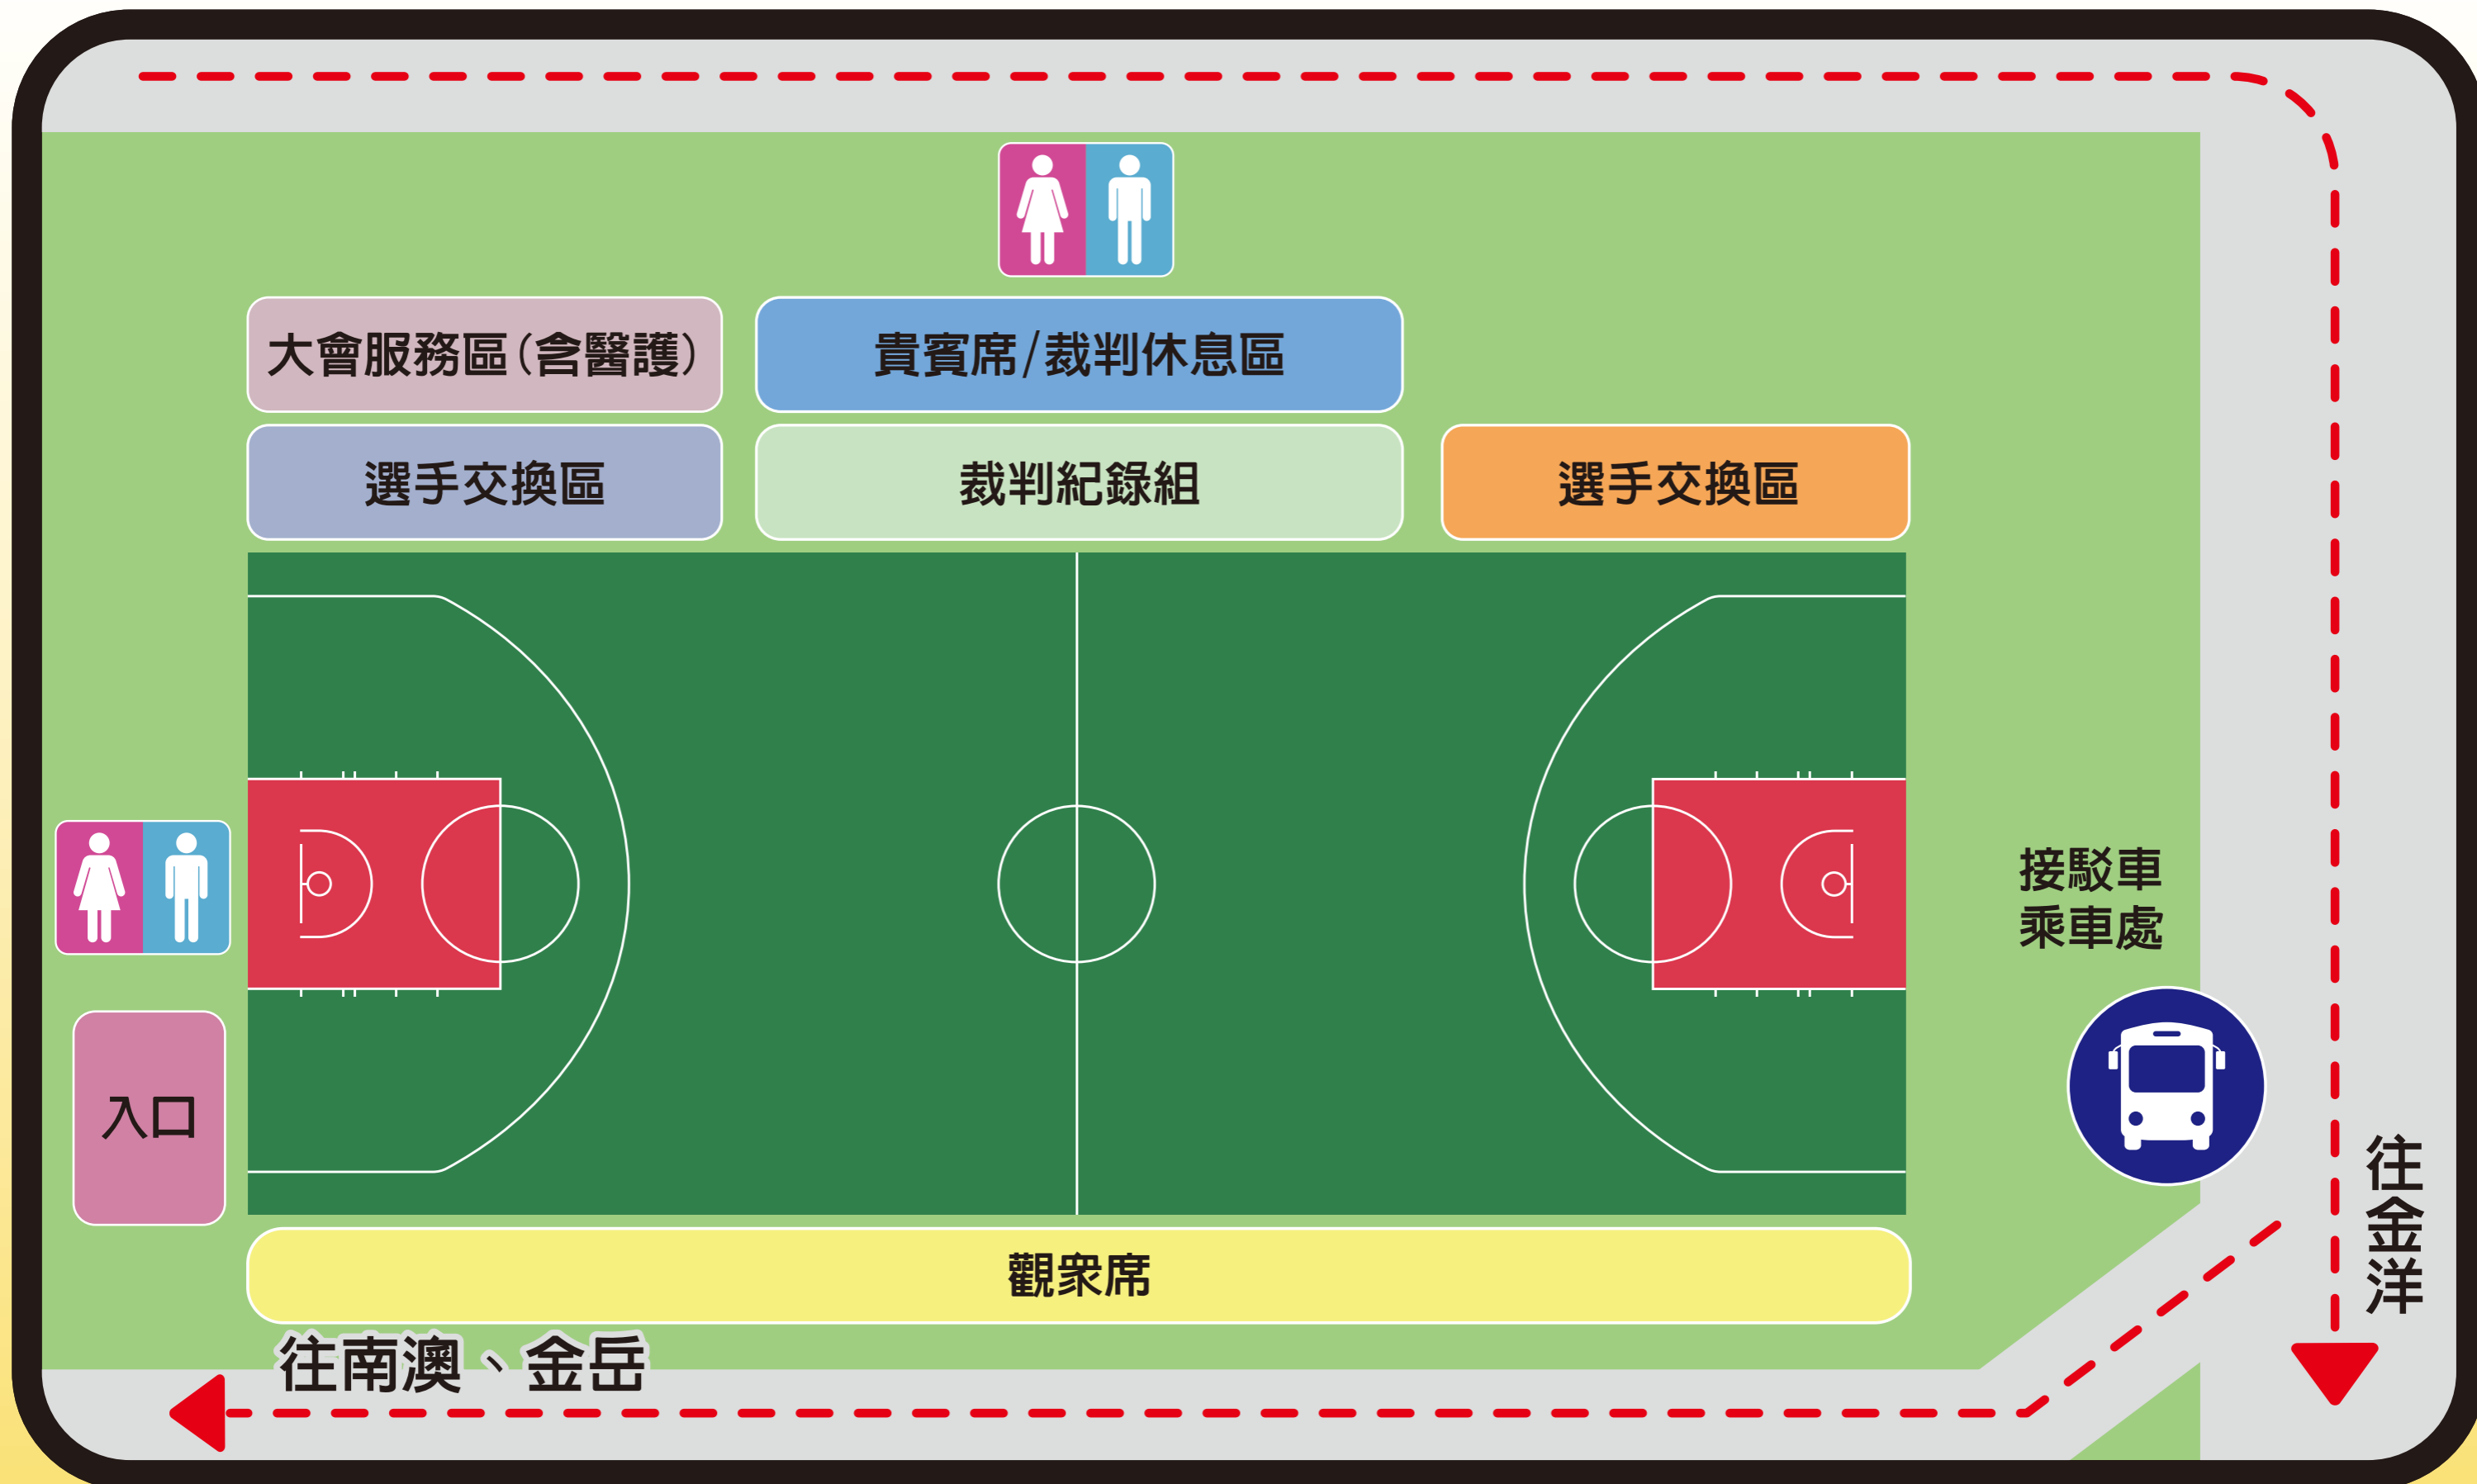 大會服務區(含醫護)
貴賓席/裁判休息區
選手交換區
裁判紀錄組
選手交換區
接駁車
乘車處
入口
往金洋
觀衆席
往南澳、金岳